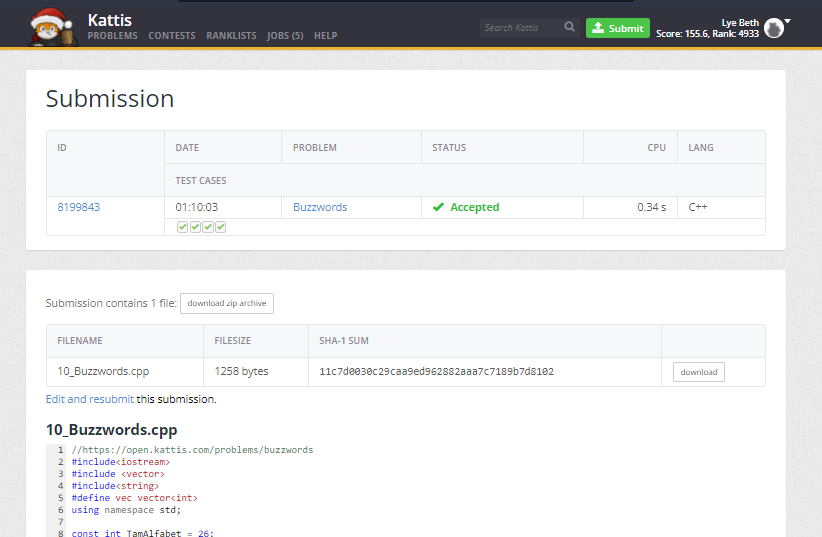 Kattis
PROBLEMS CONTESTS RANKLISTS JOBS (5) HELP
Search Kattis
Submit
Lye Beth
Score: 155.6, Rank: 4933
Submission
ID DATE PROBLEM STATUS CPU LANG
TEST CASES
8199843 01:10:03 Buzzwords Accepted 0.34 s C++
Submission contains 1 file: download zip archive
FILENAME FILESIZE SHA-1 SUM
10_Buzzwords.cpp 1258 bytes 11c7d0030c29caa9ed962882aaa7c7189b7d8102 download
Edit and resubmit this submission.
10_Buzzwords.cpp
1 //https://open.kattis.com/problems/buzzwords
2 #include<iostream>
3 #include <vector>
4 #include<string>
5 #define vec vector<int>
6 using namespace std;
7
8 const int TamAlfabet = 26;